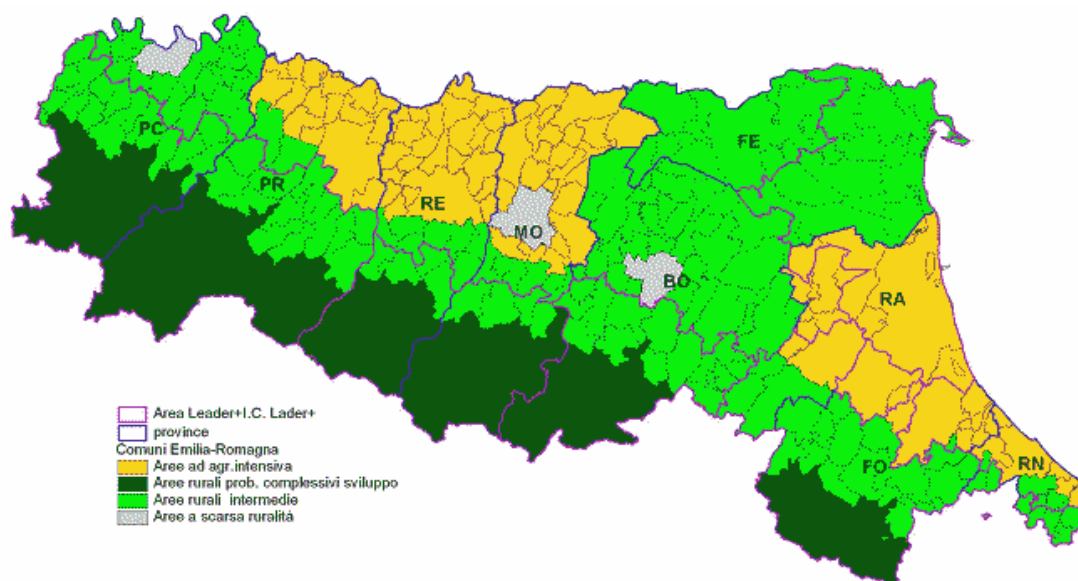 FE
PC
PR
RE
MO
BO
RA
FO
RN
Area Leader+I.C. Lader+
province
Comuni Emilia-Romagna
Aree ad agr.intensiva
Aree rurali prob. complessivi sviluppo
Aree rurali intermedie
Aree a scarsa ruralità